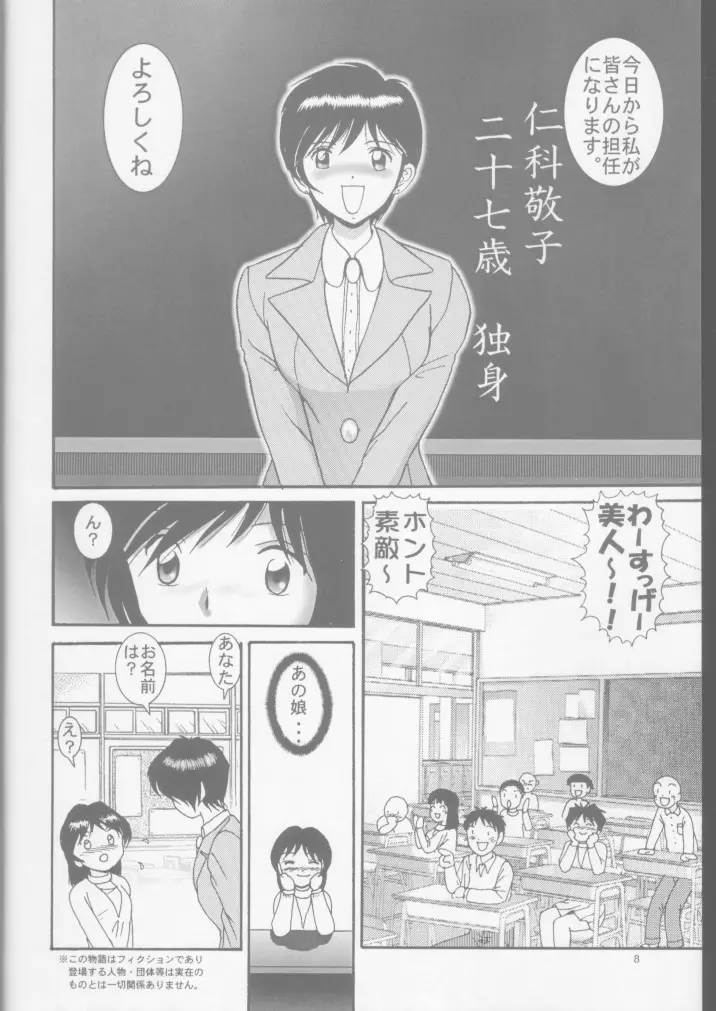 今日から私が
皆さんの担任
になります。
仁科敬子
二十七歳　独身
よろしくね
わーすっげー
美人～!!
ホント
素敵～
ん?
あの娘
・・・
あなた
お名前
は?
え?
※この物語はフィクションであり
登場する人物・団体等は実在の
ものとは一切関係ありません。
8